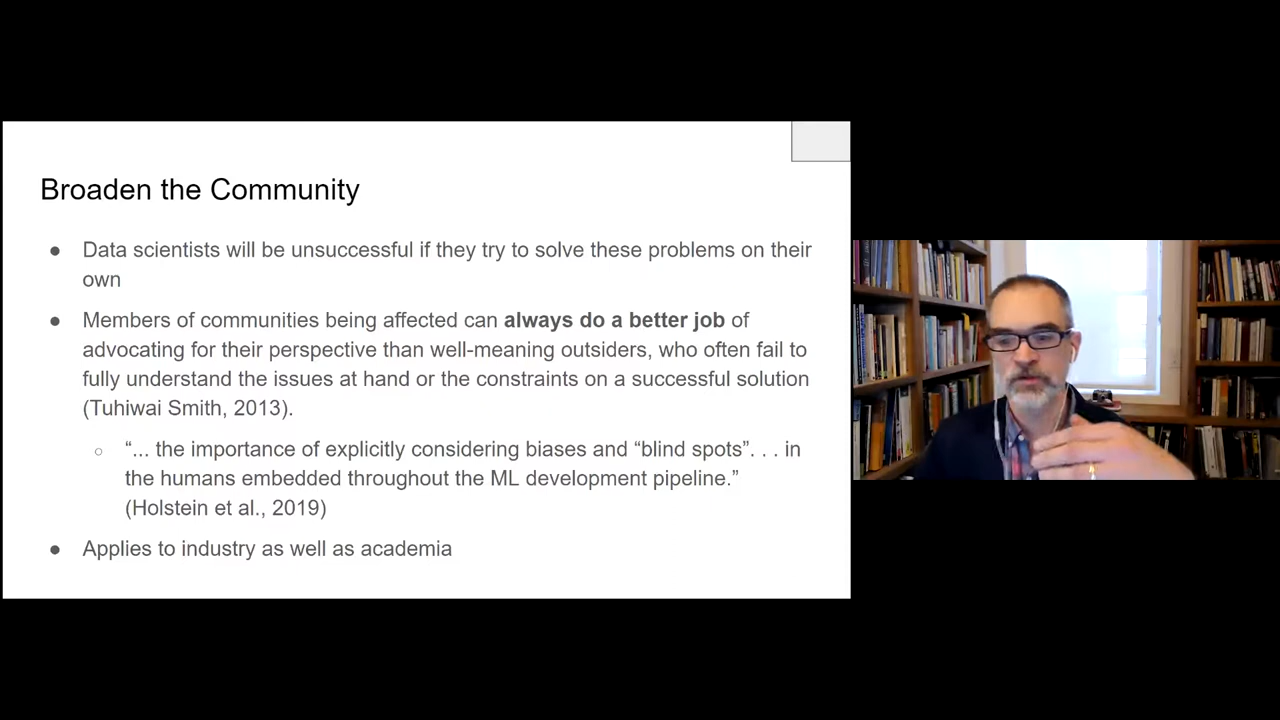 Broaden the Community
● Data scientists will be unsuccessful if they try to solve these problems on their
own
● Members of communities being affected can always do a better job of
advocating for their perspective than well-meaning outsiders, who often fail to
fully understand the issues at hand or the constraints on a successful solution
(Tuhiwai Smith, 2013).
○ “... the importance of explicitly considering biases and “blind spots”. . . in
the humans embedded throughout the ML development pipeline.”
(Holstein et al., 2019)
● Applies to industry as well as academia